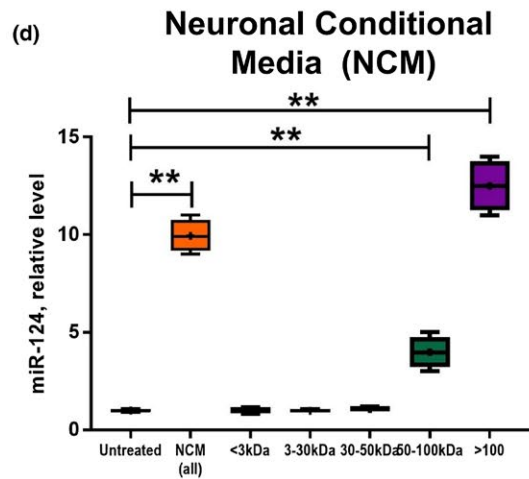 (d)
Neuronal Conditional
Media (NCM)
**
**
**
15
10
5
0
miR-124, relative level
Untreated
NCM
(all)
<3kDa
3-30kDa
30-50kDa
50-100kDa
>100